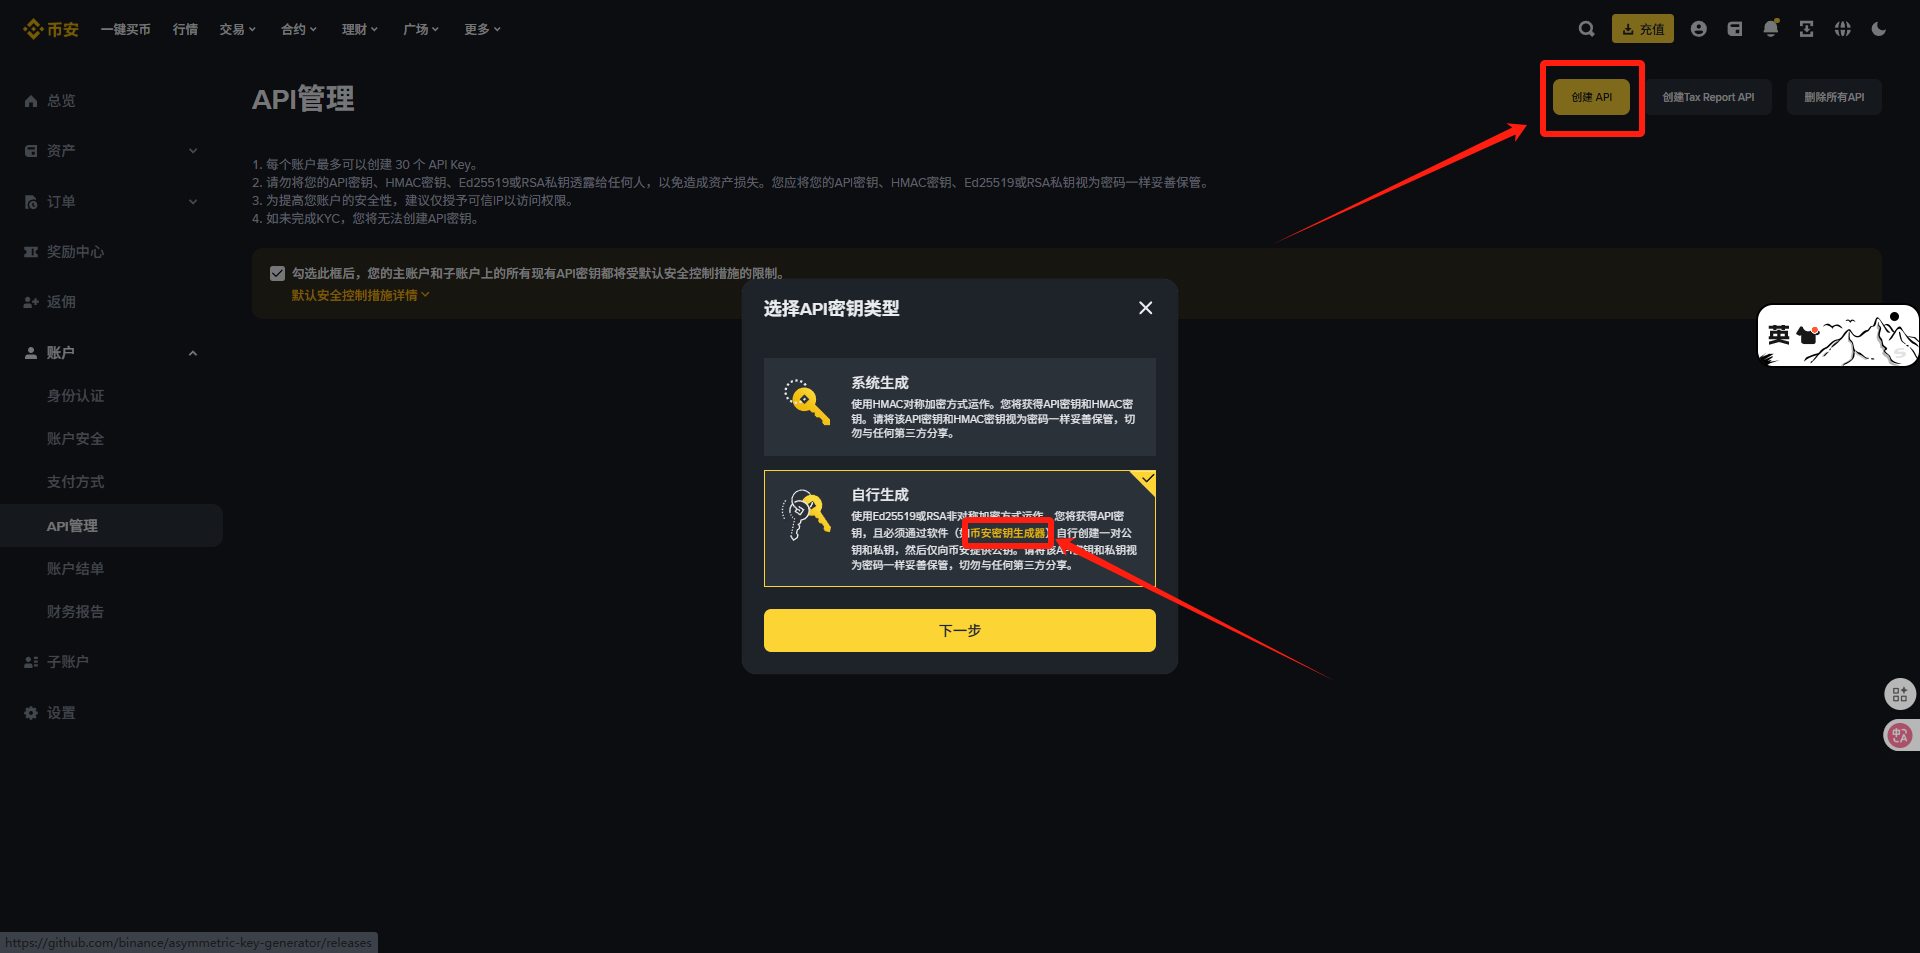 币安
一键买币
行情
交易
合约
理财
广场
更多
充值
总览
资产
订单
奖励中心
返佣
账户
身份认证
账户安全
支付方式
API管理
账户结单
财务报告
子账户
设置
API管理
创建 API
创建Tax Report API
删除所有API
1. 每个账户最多可以创建 30 个 API Key。
2. 请勿将您的API密钥、HMAC密钥、Ed25519或RSA私钥透露给任何人，以免造成资产损失。您应将您的API密钥、HMAC密钥、Ed25519或RSA私钥视为密码一样妥善保管。
3. 为提高您账户的安全性，建议仅授予可信IP以访问权限。
4. 如未完成KYC，您将无法创建API密钥。
勾选此框后，您的主账户和子账户上的所有现有API密钥都将受默认安全控制措施的限制。
默认安全控制措施详情
选择API密钥类型
系统生成
使用HMAC对称加密方式运作。您将获得API密钥和HMAC密
钥。请将该API密钥和HMAC密钥视为密码一样妥善保管，切
勿与任何第三方分享。
自行生成
使用Ed25519或RSA非对称加密方式运作。您将获得API密
钥，且必须通过软件（如币安密钥生成器）自行创建一对公
钥和私钥，然后仅向币安提供公钥。请将该API密钥和私钥视
为密码一样妥善保管，切勿与任何第三方分享。
下一步
英
中
A
https://github.com/binance/asymmetric-key-generator/releases